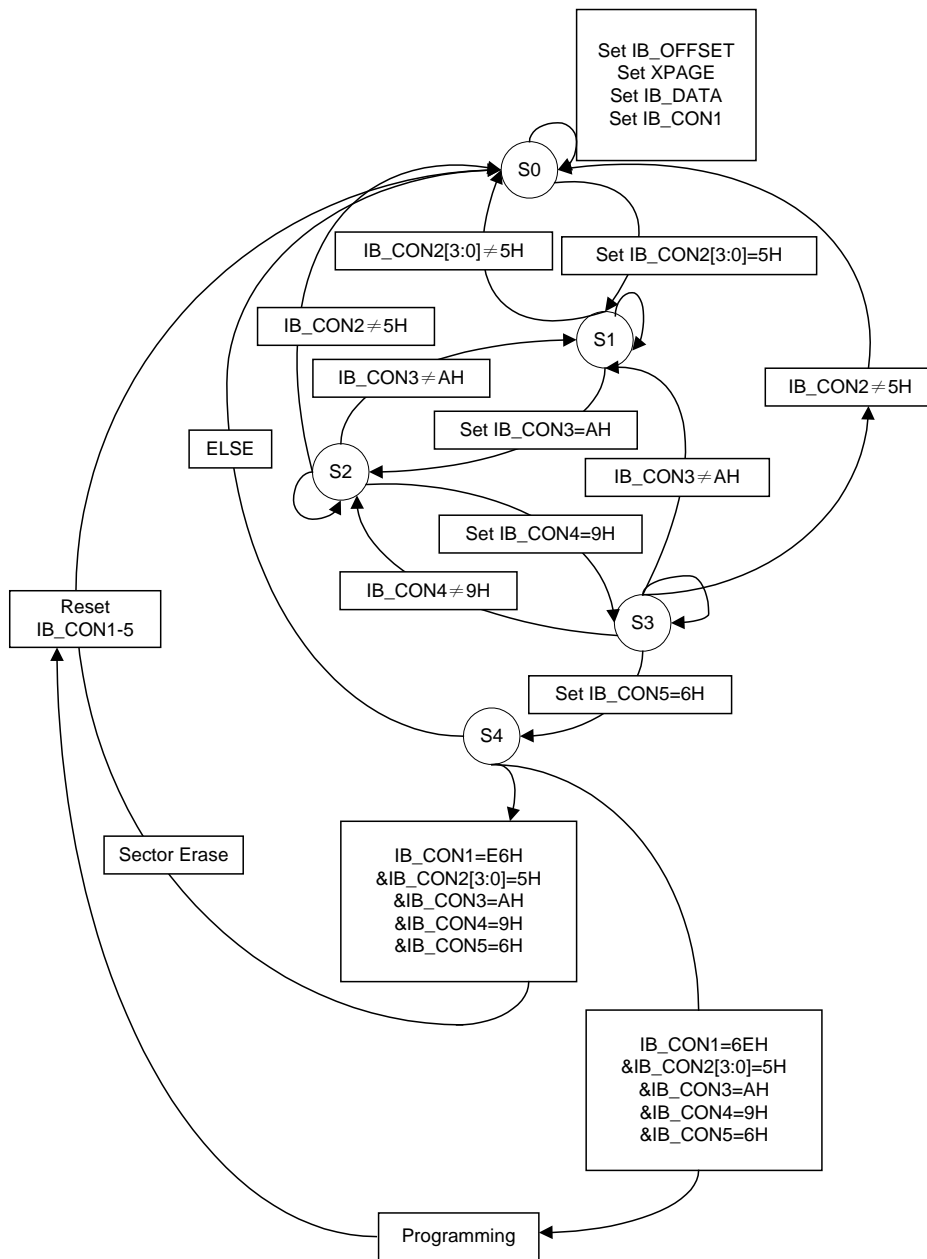 Set IB_OFFSET
Set XPAGE
Set IB_DATA
Set IB_CON1
S0
IB_CON2[3:0]≠5H
Set IB_CON2[3:0]=5H
IB_CON2≠5H
S1
IB_CON3≠AH
IB_CON2≠5H
Set IB_CON3=AH
ELSE
S2
IB_CON3≠AH
Set IB_CON4=9H
IB_CON4≠9H
Reset
IB_CON1-5
S3
Set IB_CON5=6H
S4
Sector Erase
IB_CON1=E6H
&IB_CON2[3:0]=5H
&IB_CON3=AH
&IB_CON4=9H
&IB_CON5=6H
IB_CON1=6EH
&IB_CON2[3:0]=5H
&IB_CON3=AH
&IB_CON4=9H
&IB_CON5=6H
Programming